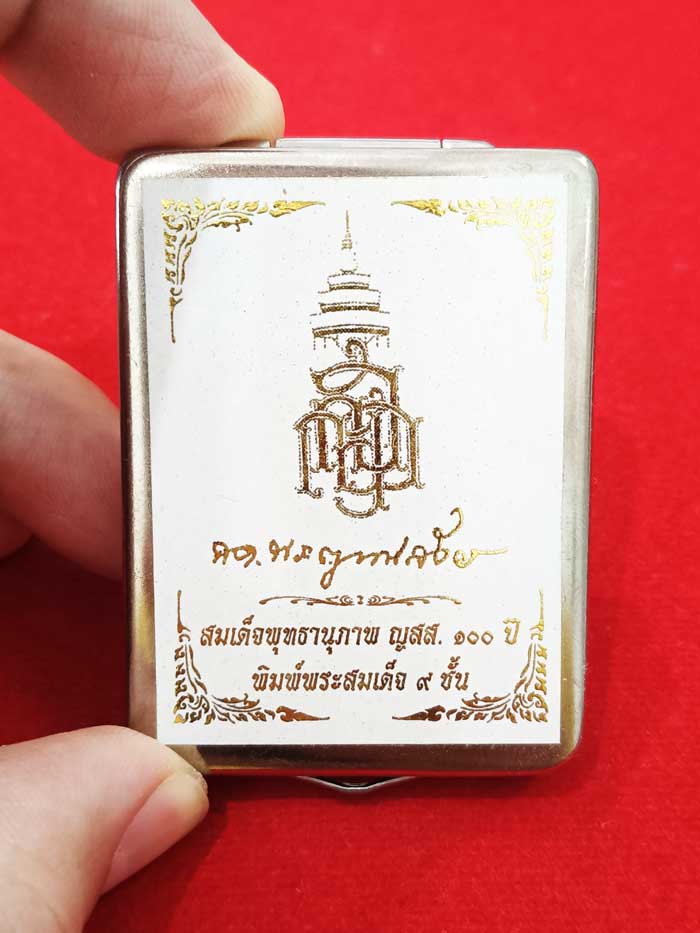 สมเด็จพุทธานุภาพ ญสส. ๑๐๐ ปี
พิมพ์พระสมเด็จ ๙ ชั้น